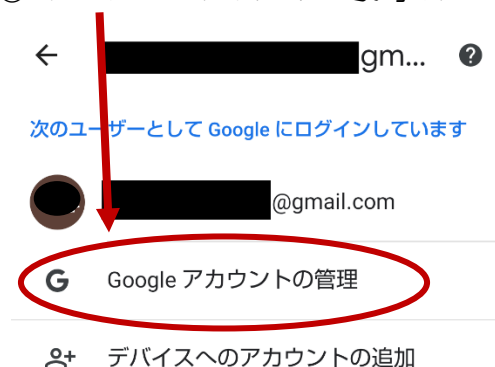 gm...
次のユーザーとして Google にログインしています
@gmail.com
G Google アカウントの管理
デバイスへのアカウントの追加